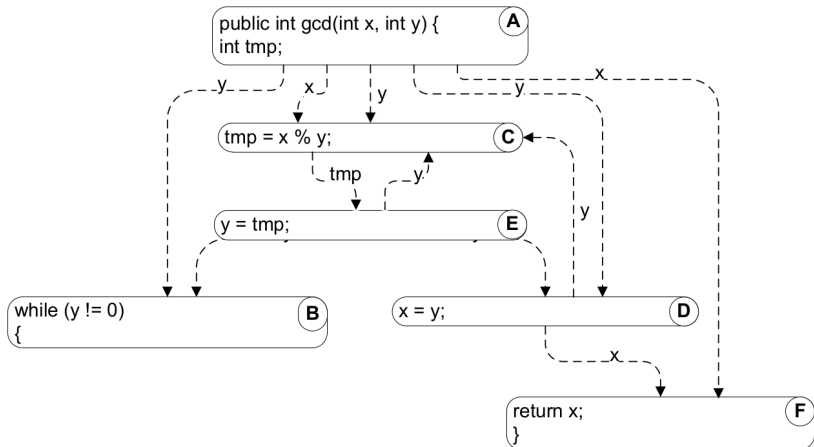 public int gcd(int x, int y) {
int tmp;
A
y
x
y
y
x
tmp = x % y;
C
tmp
y
y
y = tmp;
E
while (y != 0)
{
B
x = y;
D
x
return x;
}
F